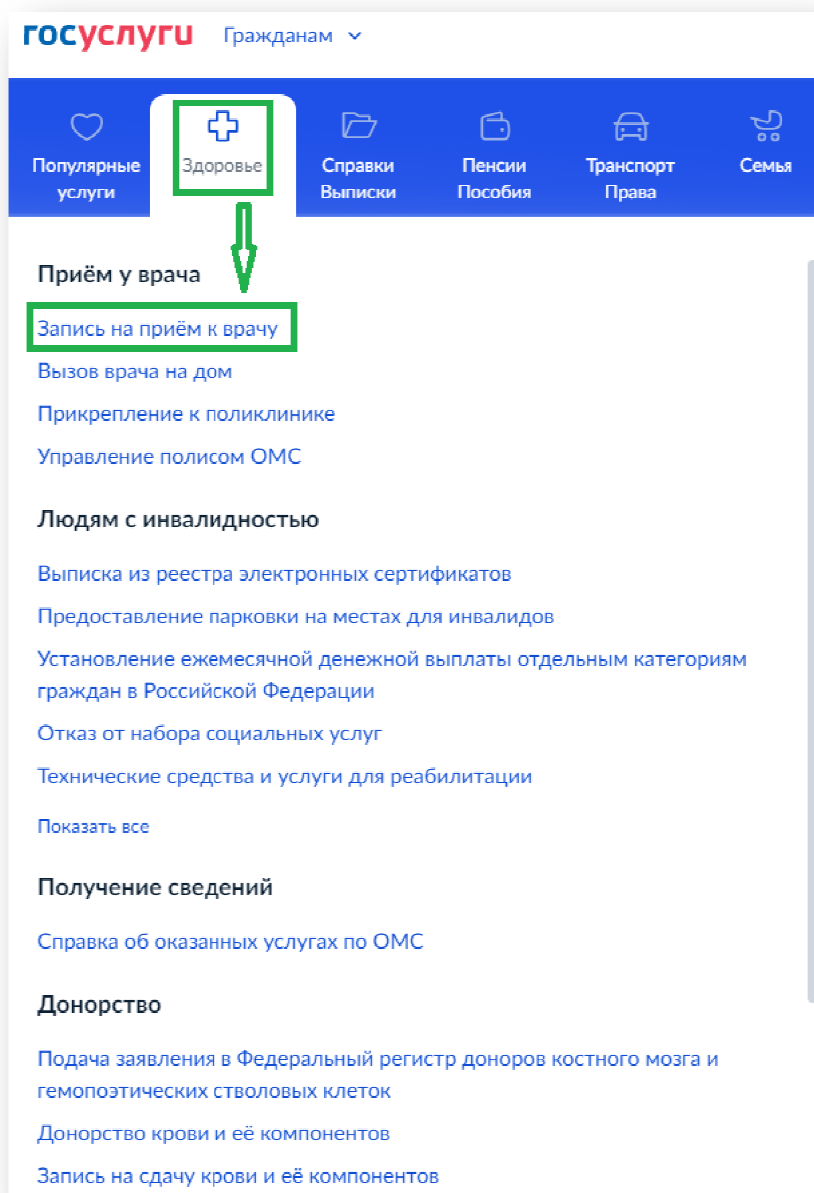 госуслуги Гражданам
Популярные услуги
Здоровье
Справки Выписки
Пенсии Пособия
Транспорт Права
Семья
Приём у врача
Запись на приём к врачу
Вызов врача на дом
Прикрепление к поликлинике
Управление полисом ОМС
Людям с инвалидностью
Выписка из реестра электронных сертификатов
Предоставление парковки на местах для инвалидов
Установление ежемесячной денежной выплаты отдельным категориям
граждан в Российской Федерации
Отказ от набора социальных услуг
Технические средства и услуги для реабилитации
Показать все
Получение сведений
Справка об оказанных услугах по ОМС
Донорство
Подача заявления в Федеральный регистр доноров костного мозга и
гемопоэтических стволовых клеток
Донорство крови и её компонентов
Запись на сдачу крови и её компонентов